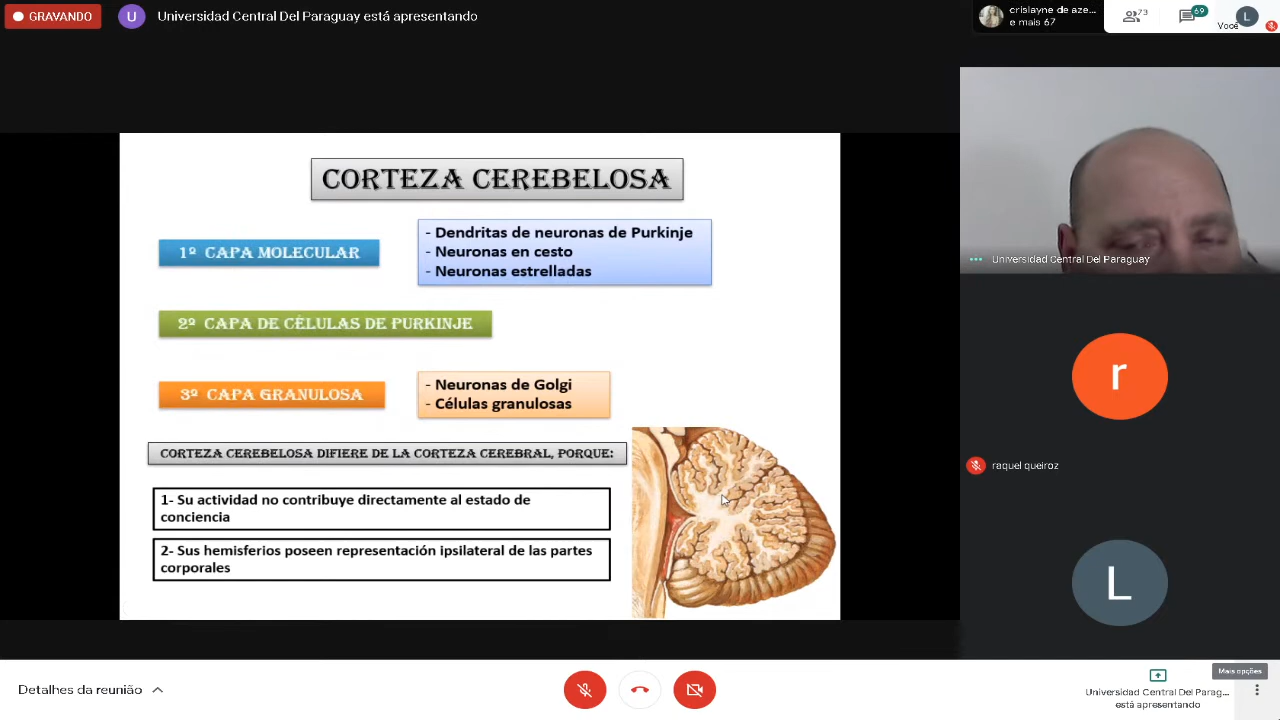 GRAVANDO
U
Universidad Central Del Paraguay está apresentando
crislayne de aze...
e mais 67
73
69
L
Você
CORTEZA CEREBELOSA
1º CAPA MOLECULAR
- Dendritas de neuronas de Purkinje
- Neuronas en cesto
- Neuronas estrelladas
2º CAPA DE CÉLULAS DE PURKINJE
3º CAPA GRANULOSA
- Neuronas de Golgi
- Células granulosas
CORTEZA CEREBELOSA DIFIERE DE LA CORTEZA CEREBRAL, PORQUE:
1- Su actividad no contribuye directamente al estado de
conciencia
2- Sus hemisferios poseen representación ipsilateral de las partes
corporales
Universidad Central Del Paraguay
r
raquel queiroz
L
Mais opções
Detalhes da reunião
Universidad Central Del Parag...
está apresentando